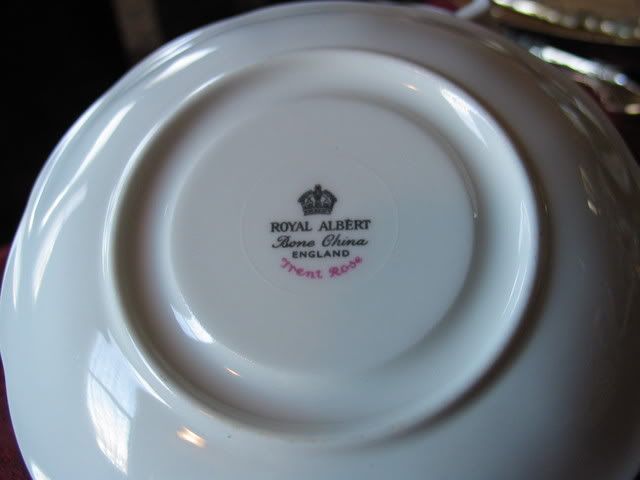 ROYAL ALBERT
Bone China
ENGLAND
Trent Rose